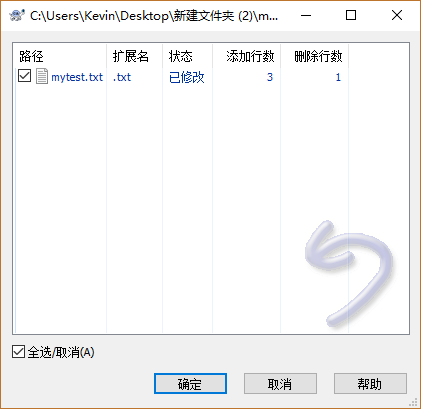 C:\Users\Kevin\Desktop\新建文件夹 (2)\m...
路径 扩展名 状态 添加行数 删除行数
mytest.txt .txt 已修改 3 1
全选/取消(A)
确定 取消 帮助